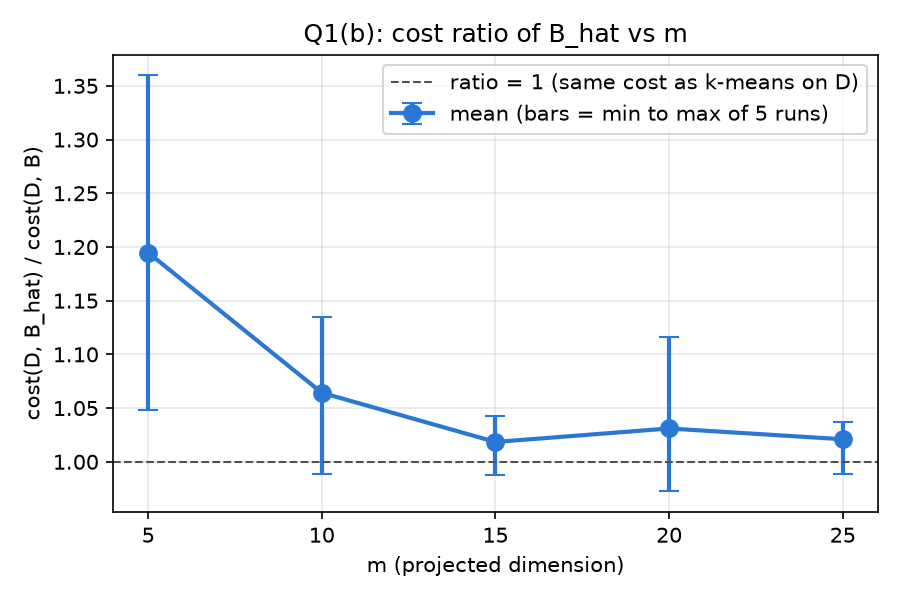 Q1(b): cost ratio of B_hat vs m
ratio = 1 (same cost as k-means on D)
mean (bars = min to max of 5 runs)
cost(D, B_hat) / cost(D, B)
1.35
1.30
1.25
1.20
1.15
1.10
1.05
1.00
5 10 15 20 25
m (projected dimension)